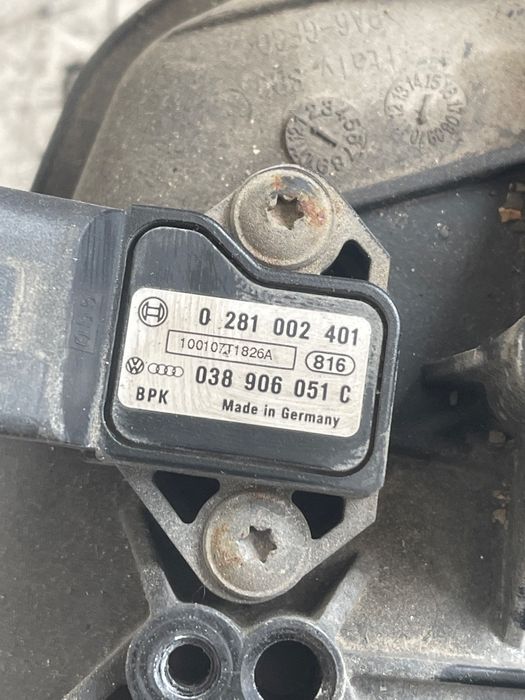 0 281 002 401
100107T1826A
816
038 906 051 C
BPK
Made in Germany